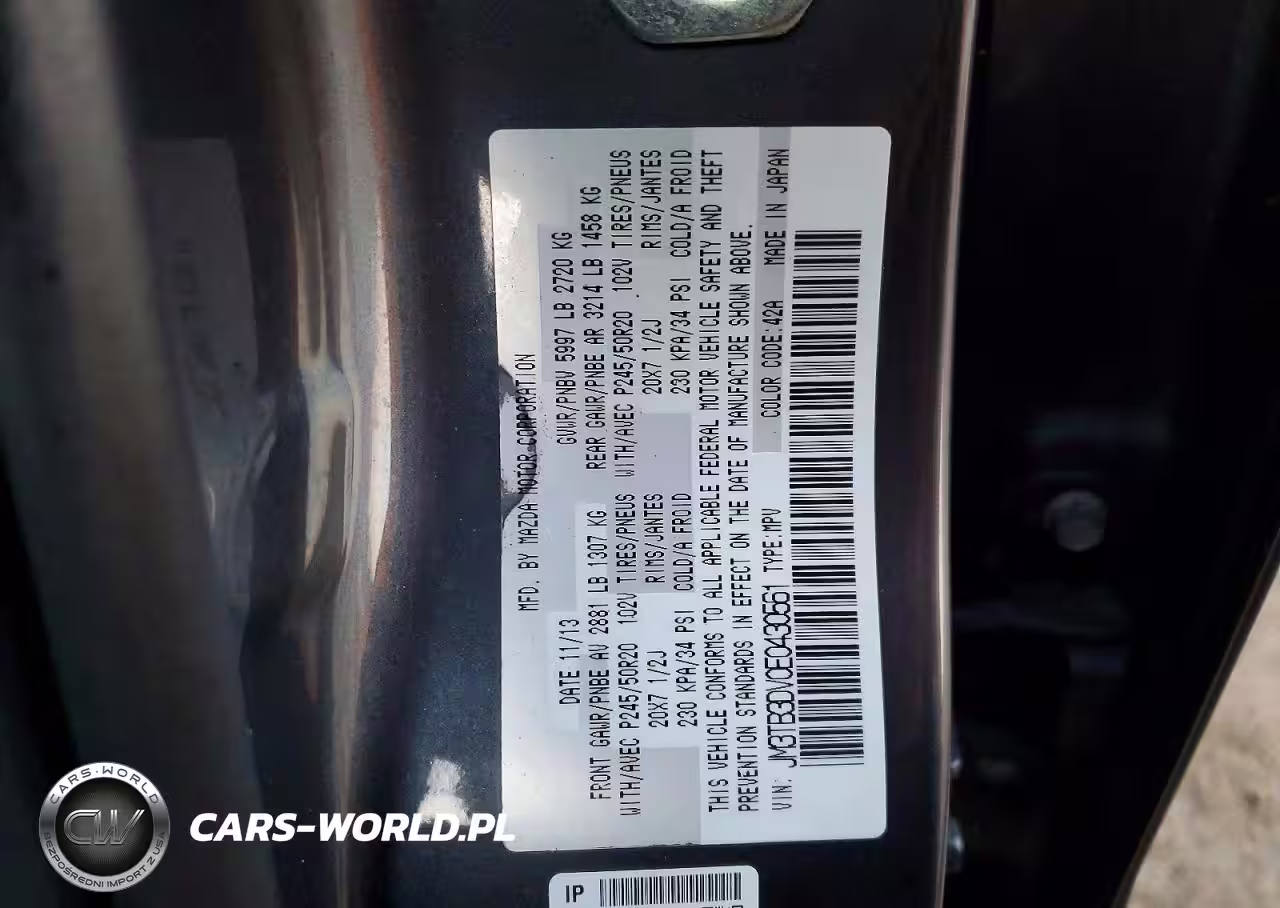 MFD. BY MAZDA MOTOR CORPORATION
DATE 11/13 GVWR/PNBV 5997 LB 2720 KG
FRONT GAWR/PNBE AV 2881 LB 1307 KG REAR GAWR/PNBE AR 3214 LB 1458 KG
WITH/AVEC P245/50R20 102V TIRES/PNEUS WITH/AVEC P245/50R20 102V TIRES/PNEUS
20X7 1/2J RIMS/JANTES 20X7 1/2J RIMS/JANTES
230 KPA/34 PSI COLD/A FROID 230 KPA/34 PSI COLD/A FROID
THIS VEHICLE CONFORMS TO ALL APPLICABLE FEDERAL MOTOR VEHICLE SAFETY AND THEFT
PREVENTION STANDARDS IN EFFECT ON THE DATE OF MANUFACTURE SHOWN ABOVE.
VIN: JM3TB3DV0E0430561 TYPE:MPV COLOR CODE:42A MADE IN JAPAN
IP
CARS-WORLD
CW
BEZPOŚREDNI IMPORT Z USA
CARS-WORLD.PL